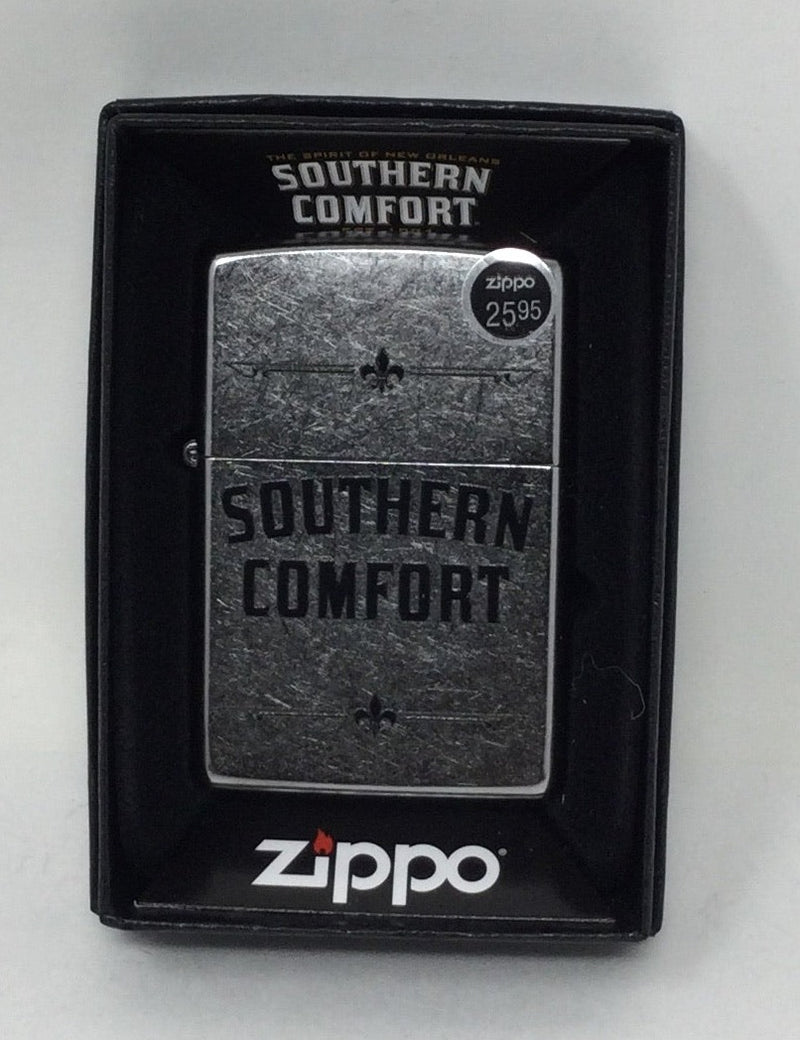 THE SPIRIT OF NEW ORLEANS
SOUTHERN
COMFORT
zippo
25 95
SOUTHERN
COMFORT
zippo